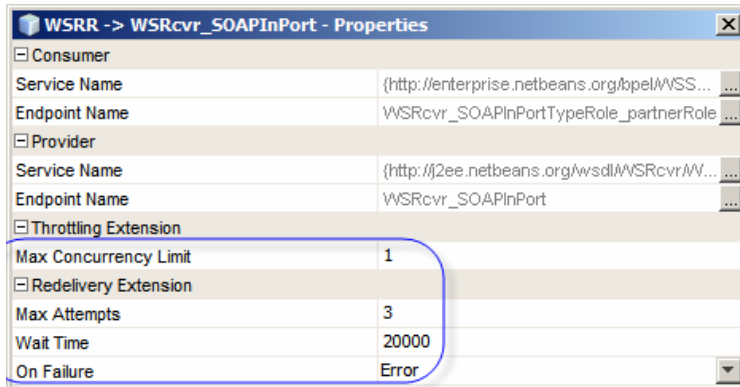 WSRR -> WSRcvr_SOAPInPort - Properties
Consumer
Service Name {http://enterprise.netbeans.org/bpel/WSS... ...
Endpoint Name WSRcvr_SOAPInPortTypeRole_partnerRole ...
Provider
Service Name {http://j2ee.netbeans.org/wsdl/WSRcvr/W... ...
Endpoint Name WSRcvr_SOAPInPort ...
Throttling Extension
Max Concurrency Limit 1
Redelivery Extension
Max Attempts 3
Wait Time 20000
On Failure Error